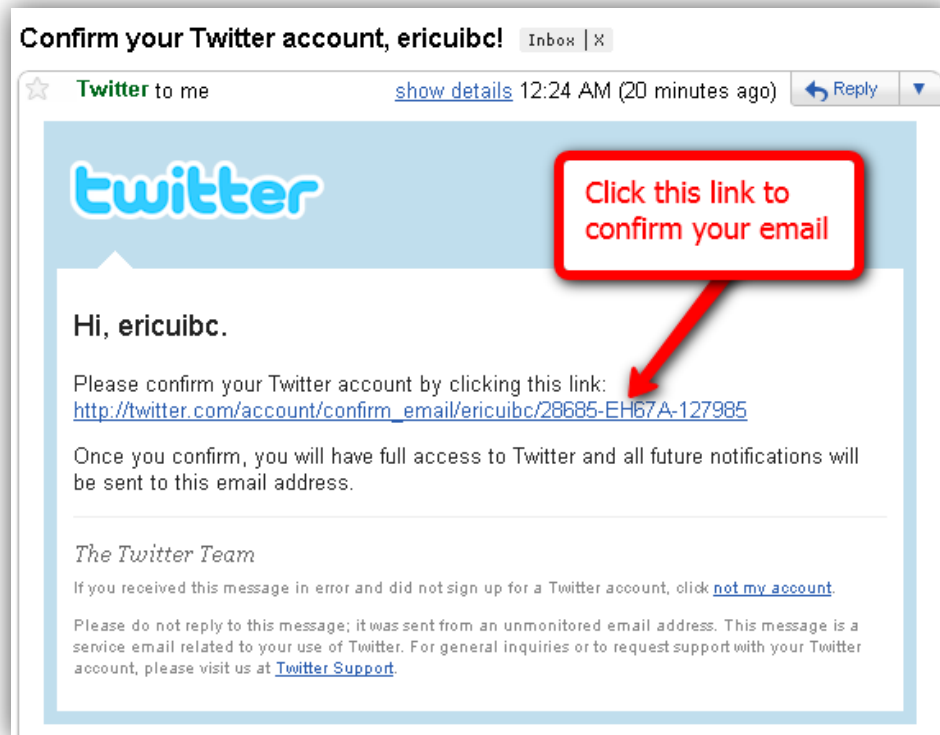 Confirm your Twitter account, ericuibc! Inbox | X
Twitter to me show details 12:24 AM (20 minutes ago) Reply
twitter
Click this link to
confirm your email
Hi, ericuibc.
Please confirm your Twitter account by clicking this link:
http://twitter.com/account/confirm_email/ericuibc/28685-EH67A-127985
Once you confirm, you will have full access to Twitter and all future notifications will
be sent to this email address.
The Twitter Team
If you received this message in error and did not sign up for a Twitter account, click not my account.
Please do not reply to this message; it was sent from an unmonitored email address. This message is a
service email related to your use of Twitter. For general inquiries or to request support with your Twitter
account, please visit us at Twitter Support.